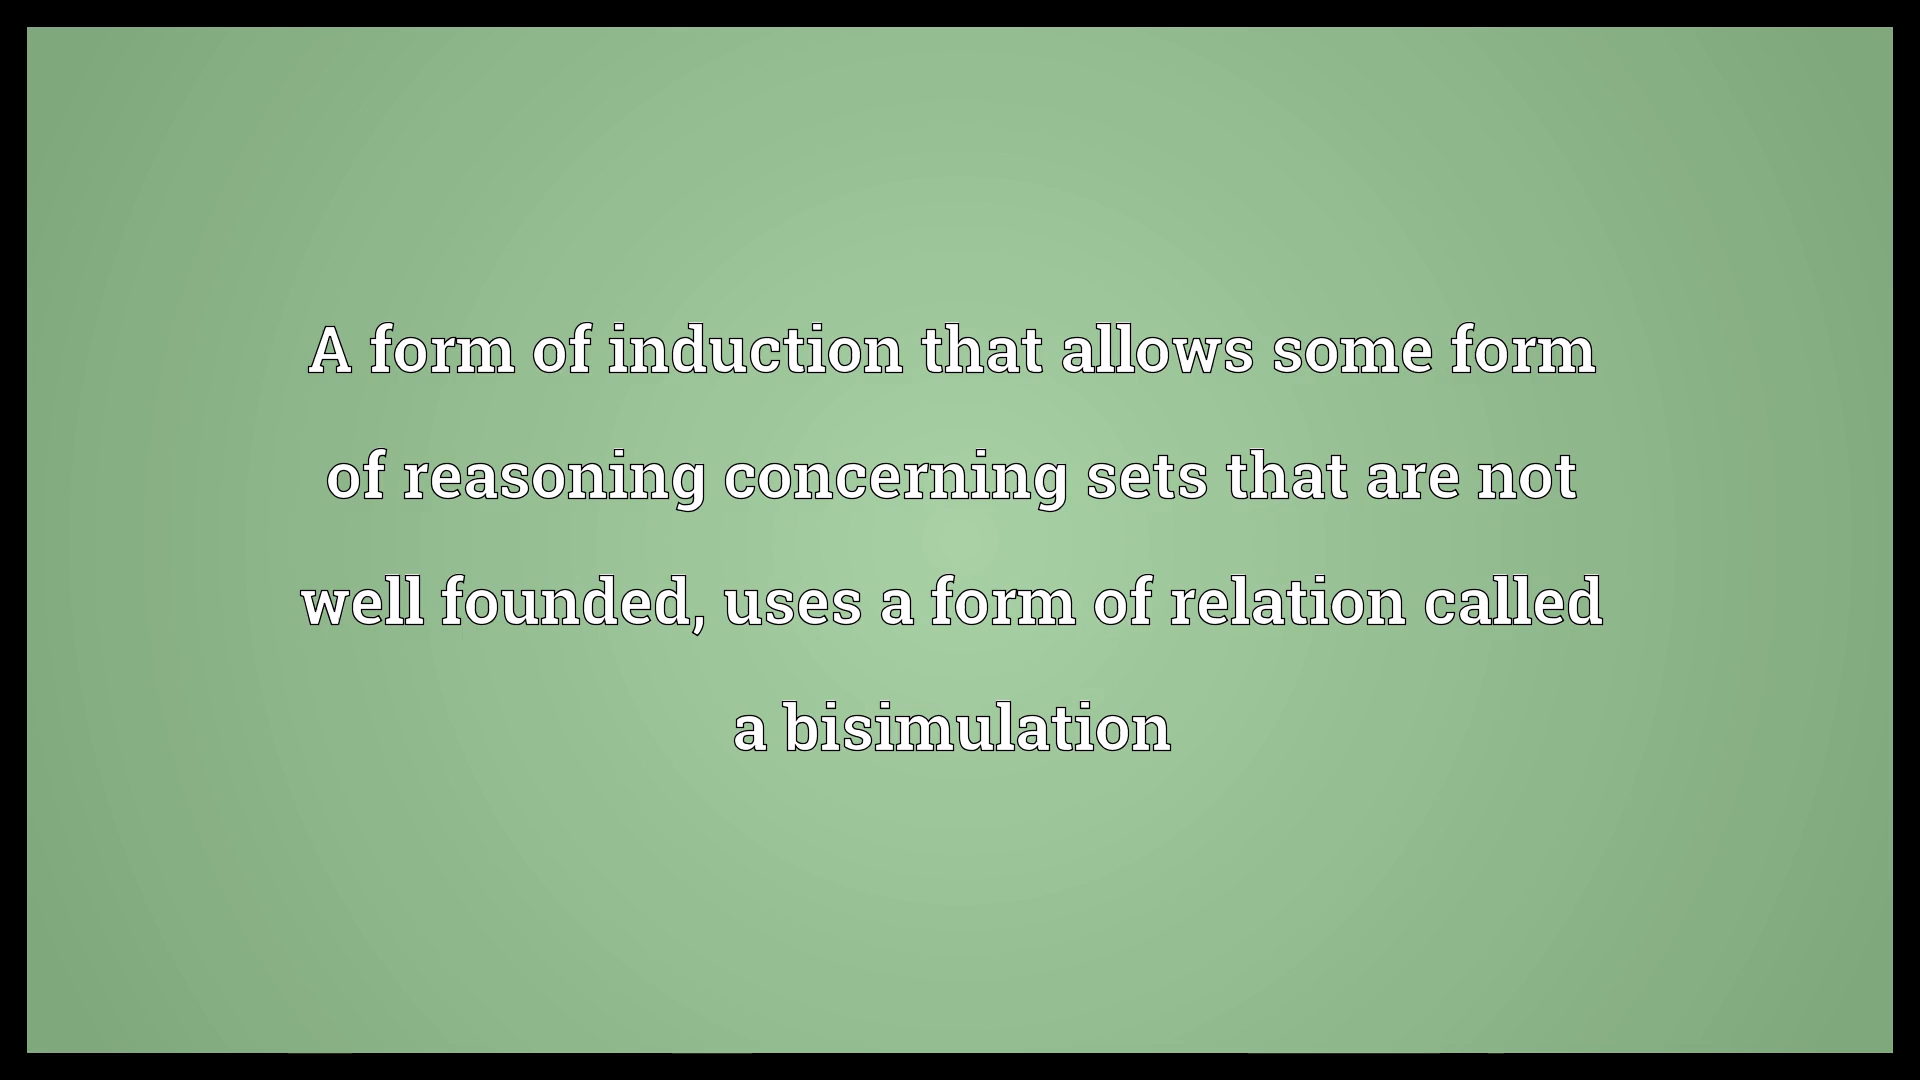 A form of induction that allows some form
of reasoning concerning sets that are not
well founded, uses a form of relation called
a bisimulation